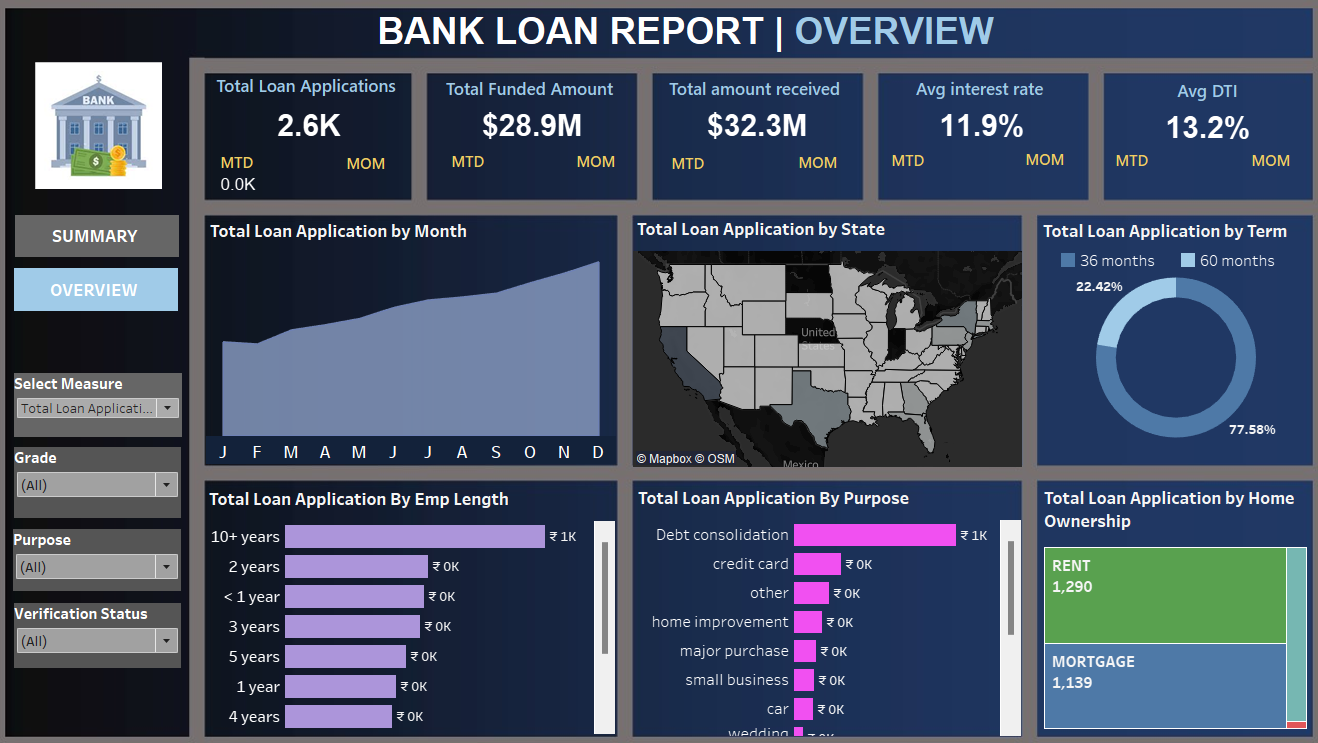 BANK LOAN REPORT | OVERVIEW
$
BANK
$
$
SUMMARY
OVERVIEW
Select Measure
Total Loan Applicati...
Grade
(All)
Purpose
(All)
Verification Status
(All)
Total Loan Applications
2.6K
MTD MOM
0.0K
Total Funded Amount
$28.9M
MTD MOM
Total amount received
$32.3M
MTD MOM
Avg interest rate
11.9%
MTD MOM
Avg DTI
13.2%
MTD MOM
Total Loan Application by Month
J F M A M J J A S O N D
Total Loan Application by State
United
States
Mexico
© Mapbox © OSM
Total Loan Application by Term
36 months 60 months
22.42%
77.58%
Total Loan Application By Emp Length
10+ years ₹ 1K
2 years ₹ 0K
< 1 year ₹ 0K
3 years ₹ 0K
5 years ₹ 0K
1 year ₹ 0K
4 years ₹ 0K
Total Loan Application By Purpose
Debt consolidation ₹ 1K
credit card ₹ 0K
other ₹ 0K
home improvement ₹ 0K
major purchase ₹ 0K
small business ₹ 0K
car ₹ 0K
wedding ₹ 0K
Total Loan Application by Home
Ownership
RENT
1,290
MORTGAGE
1,139